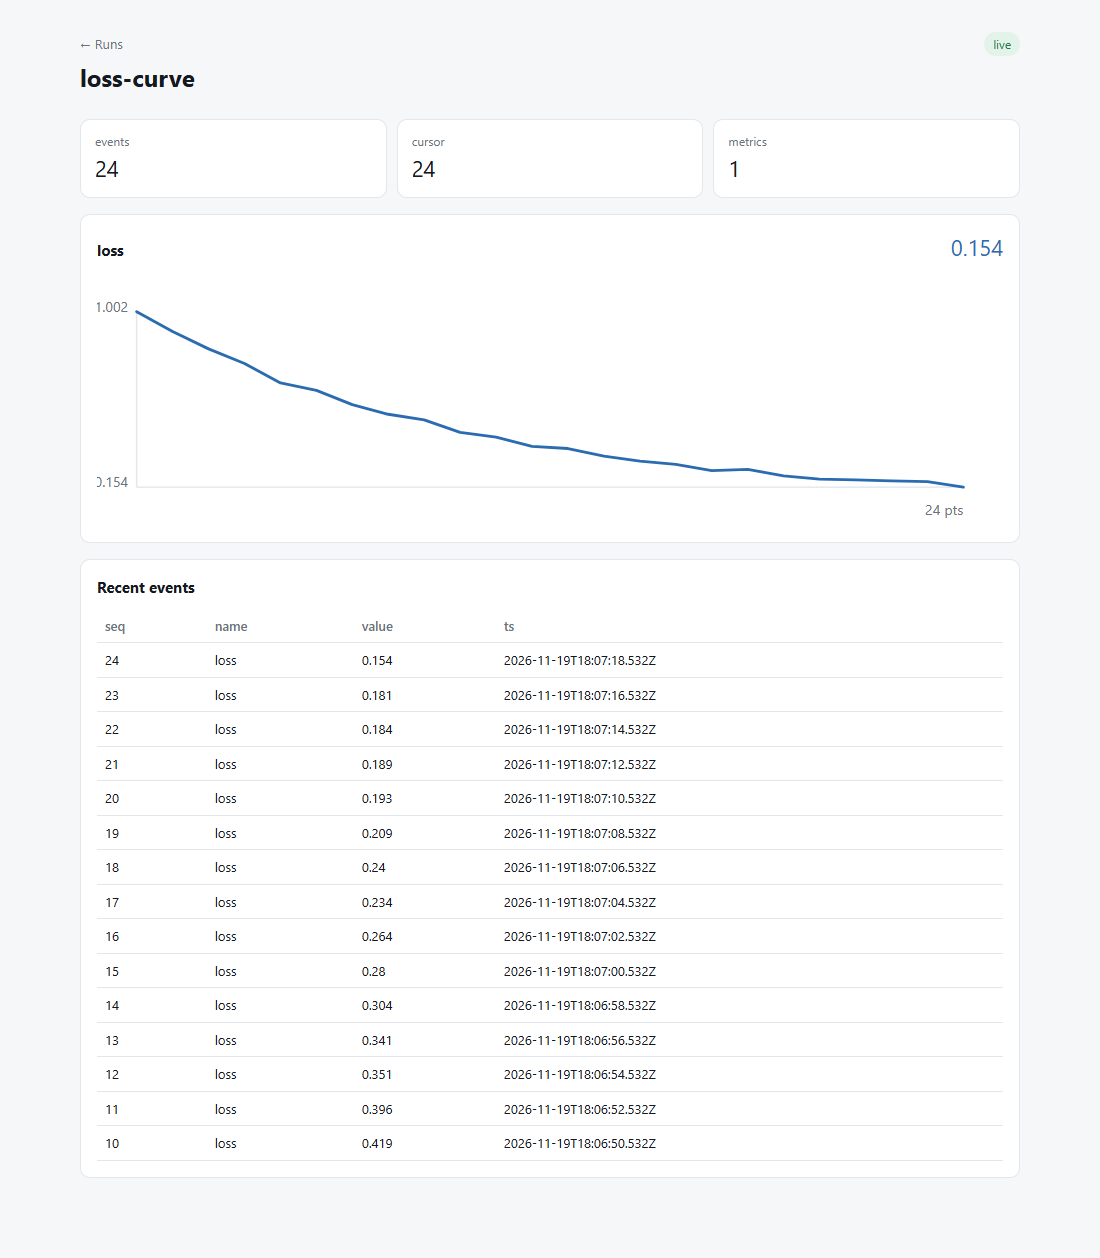 ← Runs
live
loss-curve
events
24
cursor
24
metrics
1
loss
0.154
1.002
0.154
24 pts
Recent events
seq name value ts
24 loss 0.154 2026-11-19T18:07:18.532Z
23 loss 0.181 2026-11-19T18:07:16.532Z
22 loss 0.184 2026-11-19T18:07:14.532Z
21 loss 0.189 2026-11-19T18:07:12.532Z
20 loss 0.193 2026-11-19T18:07:10.532Z
19 loss 0.209 2026-11-19T18:07:08.532Z
18 loss 0.24 2026-11-19T18:07:06.532Z
17 loss 0.234 2026-11-19T18:07:04.532Z
16 loss 0.264 2026-11-19T18:07:02.532Z
15 loss 0.28 2026-11-19T18:07:00.532Z
14 loss 0.304 2026-11-19T18:06:58.532Z
13 loss 0.341 2026-11-19T18:06:56.532Z
12 loss 0.351 2026-11-19T18:06:54.532Z
11 loss 0.396 2026-11-19T18:06:52.532Z
10 loss 0.419 2026-11-19T18:06:50.532Z